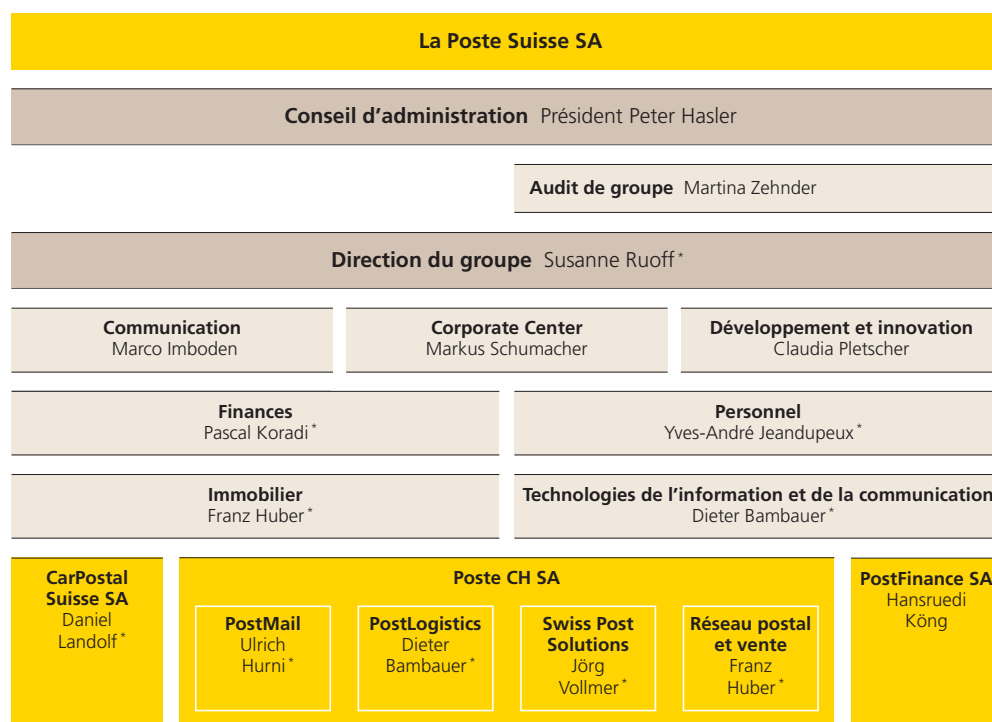 La Poste Suisse SA
Conseil d'administration Président Peter Hasler
Audit de groupe Martina Zehnder
Direction du groupe Susanne Ruoff *
Communication
Marco Imboden
Corporate Center
Markus Schumacher
Développement et innovation
Claudia Pletscher
Finances
Pascal Koradi *
Personnel
Yves-André Jeandupeux *
Immobilier
Franz Huber *
Technologies de l'information et de la communication
Dieter Bambauer *
CarPostal
Suisse SA
Daniel
Landolf *
Poste CH SA
PostMail
Ulrich
Hurni *
PostLogistics
Dieter
Bambauer *
Swiss Post
Solutions
Jörg
Vollmer *
Réseau postal
et vente
Franz
Huber *
PostFinance SA
Hansruedi
Köng